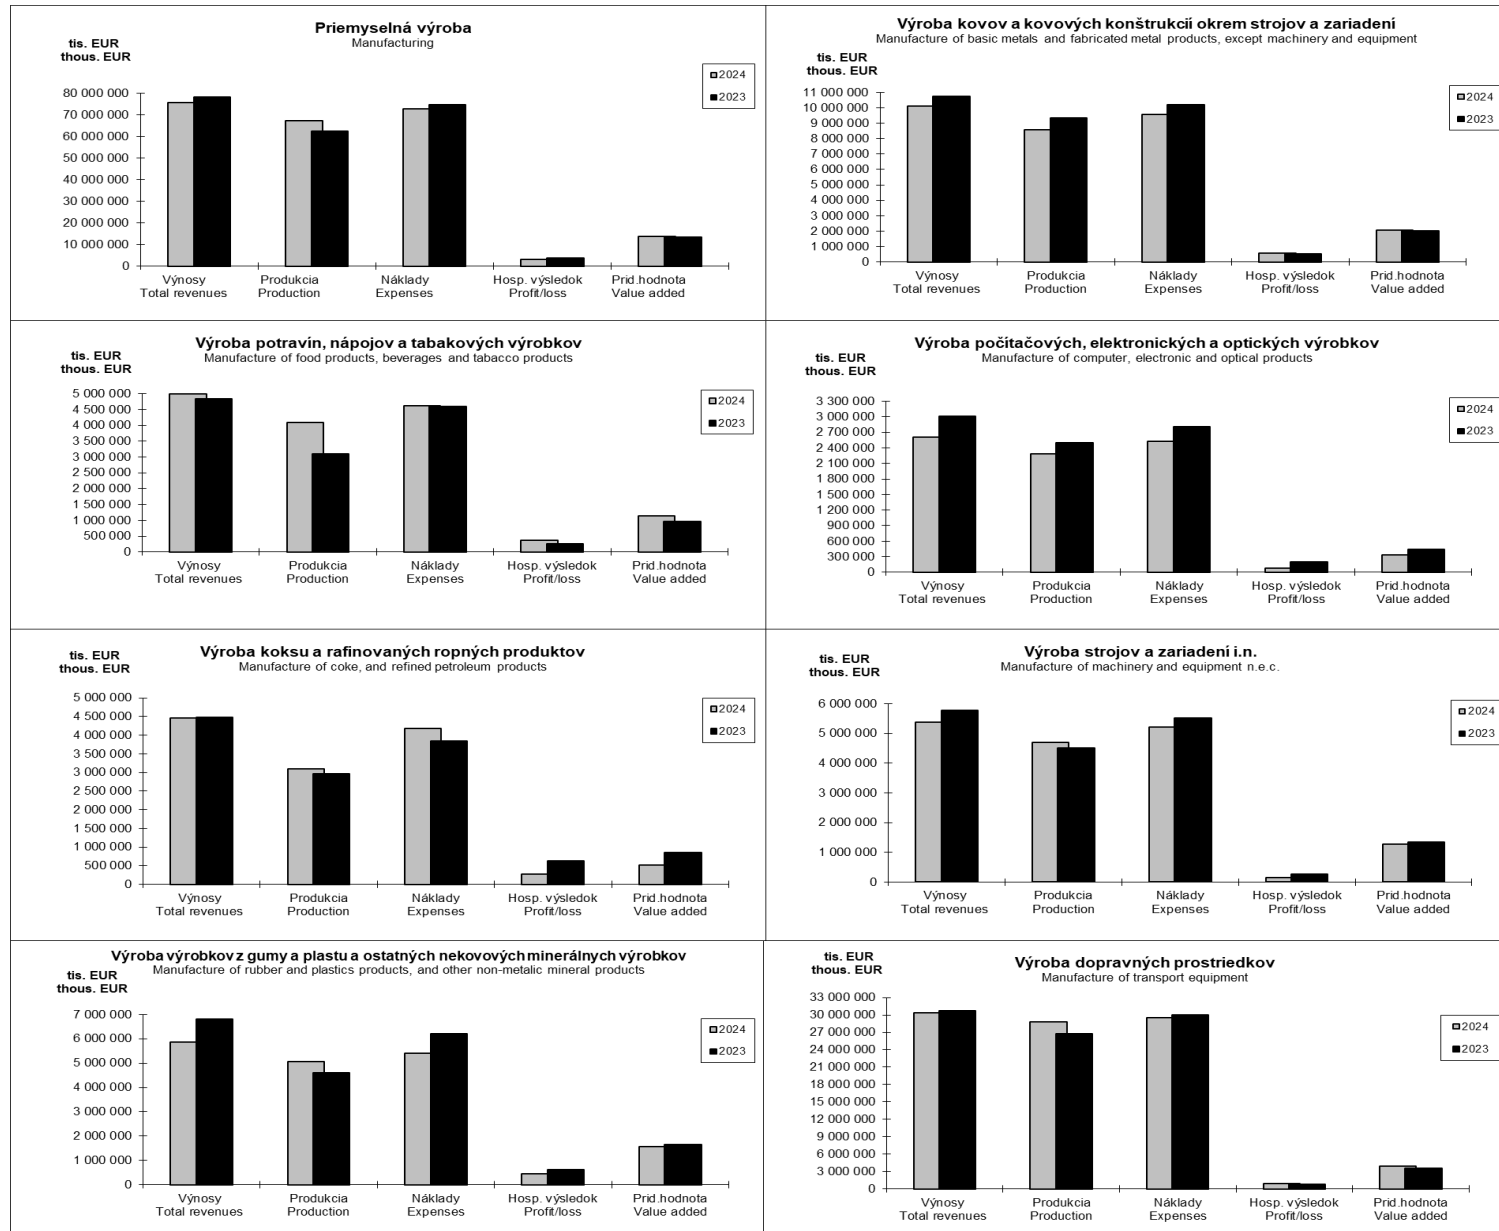 Priemyselná výroba
Manufacturing
tis. EUR
thous. EUR
2024
2023
80 000 000
70 000 000
60 000 000
50 000 000
40 000 000
30 000 000
20 000 000
10 000 000
0
Výnosy
Total revenues
Produkcia
Production
Náklady
Expenses
Hosp. výsledok
Profit/loss
Prid.hodnota
Value added
Výroba kovov a kovových konštrukcií okrem strojov a zariadení
Manufacture of basic metals and fabricated metal products, except machinery and equipment
tis. EUR
thous. EUR
2024
2023
11 000 000
10 000 000
9 000 000
8 000 000
7 000 000
6 000 000
5 000 000
4 000 000
3 000 000
2 000 000
1 000 000
0
Výnosy
Total revenues
Produkcia
Production
Náklady
Expenses
Hosp. výsledok
Profit/loss
Prid.hodnota
Value added
Výroba potravín, nápojov a tabakových výrobkov
Manufacture of food products, beverages and tabacco products
tis. EUR
thous. EUR
2024
2023
5 000 000
4 500 000
4 000 000
3 500 000
3 000 000
2 500 000
2 000 000
1 500 000
1 000 000
500 000
0
Výnosy
Total revenues
Produkcia
Production
Náklady
Expenses
Hosp. výsledok
Profit/loss
Prid.hodnota
Value added
Výroba počítačových, elektronických a optických výrobkov
Manufacture of computer, electronic and optical products
tis. EUR
thous. EUR
2024
2023
3 300 000
3 000 000
2 700 000
2 400 000
2 100 000
1 800 000
1 500 000
1 200 000
900 000
600 000
300 000
0
Výnosy
Total revenues
Produkcia
Production
Náklady
Expenses
Hosp. výsledok
Profit/loss
Prid.hodnota
Value added
Výroba koksu a rafinovaných ropných produktov
Manufacture of coke, and refined petroleum products
tis. EUR
thous. EUR
2024
2023
5 000 000
4 500 000
4 000 000
3 500 000
3 000 000
2 500 000
2 000 000
1 500 000
1 000 000
500 000
0
Výnosy
Total revenues
Produkcia
Production
Náklady
Expenses
Hosp. výsledok
Profit/loss
Prid.hodnota
Value added
Výroba strojov a zariadení i.n.
Manufacture of machinery and equipment n.e.c.
tis. EUR
thous. EUR
2024
2023
6 000 000
5 000 000
4 000 000
3 000 000
2 000 000
1 000 000
0
Výnosy
Total revenues
Produkcia
Production
Náklady
Expenses
Hosp. výsledok
Profit/loss
Prid.hodnota
Value added
Výroba výrobkov z gumy a plastu a ostatných nekovových minerálnych výrobkov
Manufacture of rubber and plastics products, and other non-metalic mineral products
tis. EUR
thous. EUR
2024
2023
7 000 000
6 000 000
5 000 000
4 000 000
3 000 000
2 000 000
1 000 000
0
Výnosy
Total revenues
Produkcia
Production
Náklady
Expenses
Hosp. výsledok
Profit/loss
Prid.hodnota
Value added
Výroba dopravných prostriedkov
Manufacture of transport equipment
tis. EUR
thous. EUR
2024
2023
33 000 000
30 000 000
27 000 000
24 000 000
21 000 000
18 000 000
15 000 000
12 000 000
9 000 000
6 000 000
3 000 000
0
Výnosy
Total revenues
Produkcia
Production
Náklady
Expenses
Hosp. výsledok
Profit/loss
Prid.hodnota
Value added